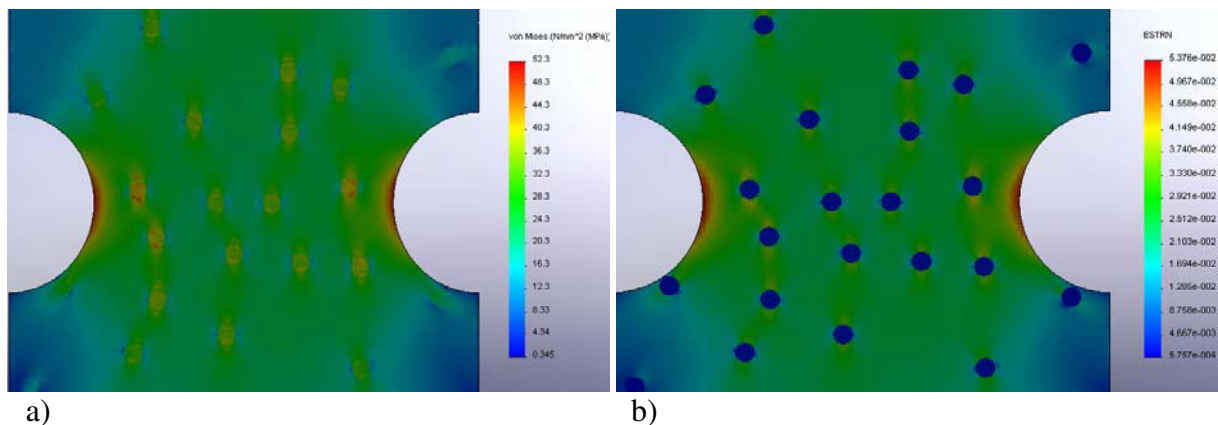 von Mises (N/mm^2 (MPa))
52.3
48.3
44.3
40.3
36.3
32.3
28.3
24.3
20.3
16.3
12.3
8.33
4.34
0.345
ESTRN
5.376e-002
4.967e-002
4.558e-002
4.149e-002
3.740e-002
3.330e-002
2.921e-002
2.512e-002
2.103e-002
1.694e-002
1.285e-002
8.758e-003
4.667e-003
5.757e-004
a)
b)